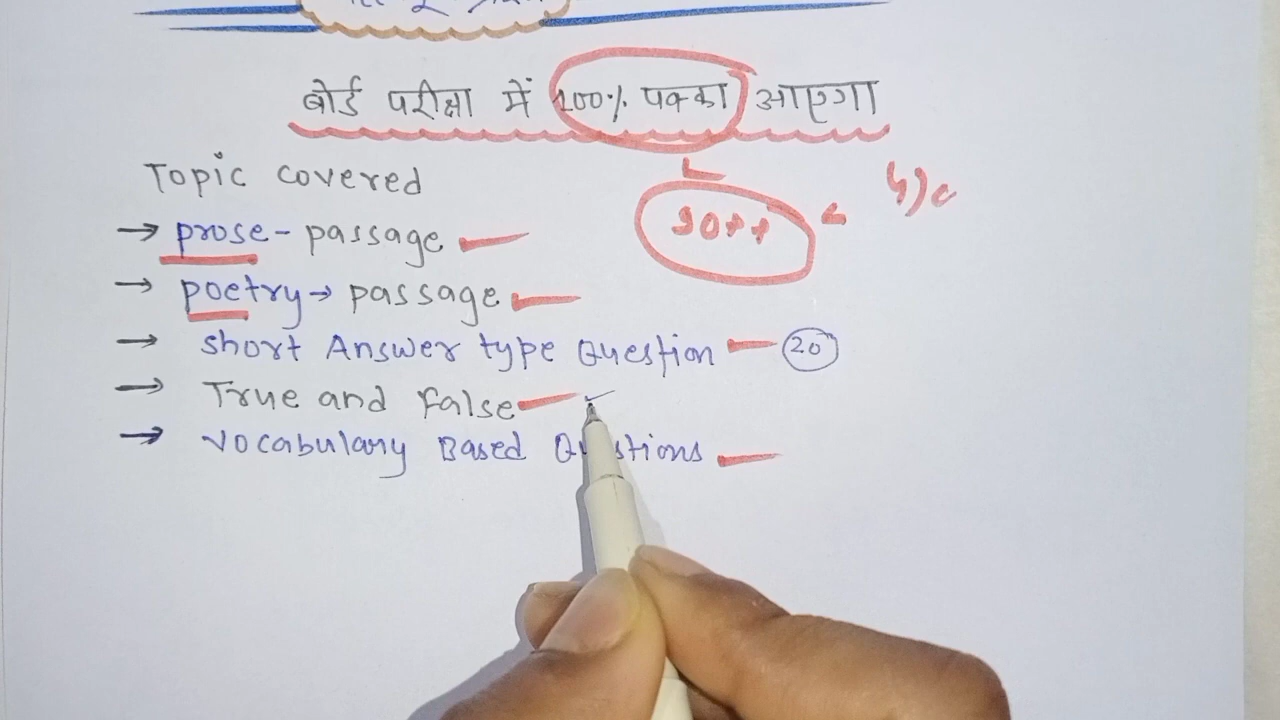 बोर्ड परीक्षा में 100% पक्का आएगा
Topic covered
→ prose - passage
90++
→ poetry → passage
→ short Answer type Question 20
→ True and False
→ Vocabulary Based Questions